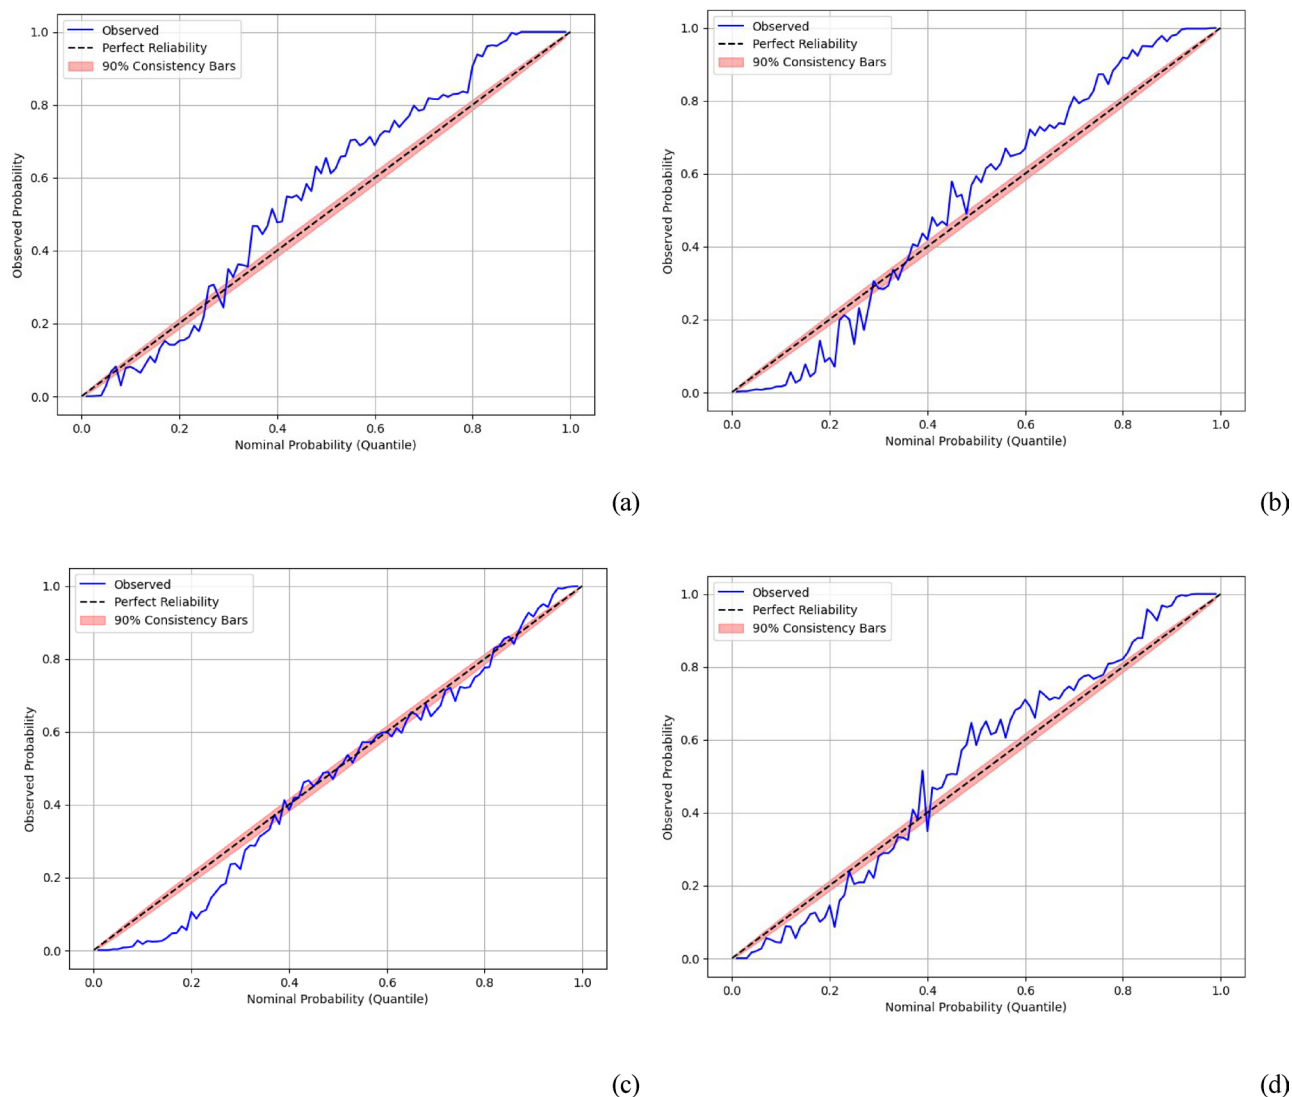 Observed
Perfect Reliability
90% Consistency Bars
1.0
0.8
0.6
0.4
0.2
0.0
Observed Probability
0.0 0.2 0.4 0.6 0.8 1.0
Nominal Probability (Quantile)
(a)
Observed
Perfect Reliability
90% Consistency Bars
1.0
0.8
0.6
0.4
0.2
0.0
Observed Probability
0.0 0.2 0.4 0.6 0.8 1.0
Nominal Probability (Quantile)
(b)
Observed
Perfect Reliability
90% Consistency Bars
1.0
0.8
0.6
0.4
0.2
0.0
Observed Probability
0.0 0.2 0.4 0.6 0.8 1.0
Nominal Probability (Quantile)
(c)
Observed
Perfect Reliability
90% Consistency Bars
1.0
0.8
0.6
0.4
0.2
0.0
Observed Probability
0.0 0.2 0.4 0.6 0.8 1.0
Nominal Probability (Quantile)
(d)